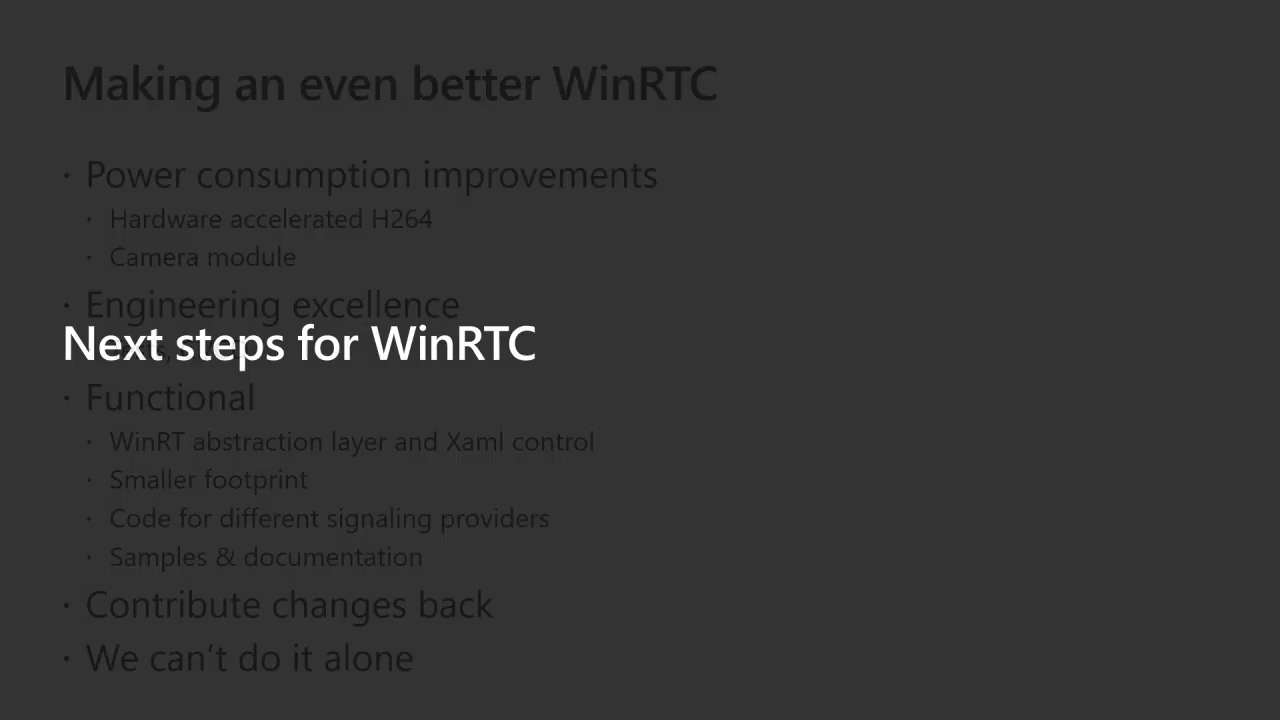 Making an even better WinRTC
· Power consumption improvements
· Hardware accelerated H264
· Camera module
· Engineering excellence
Next steps for WinRTC
· Functional
· WinRT abstraction layer and Xaml control
· Smaller footprint
· Code for different signaling providers
· Samples & documentation
· Contribute changes back
· We can’t do it alone